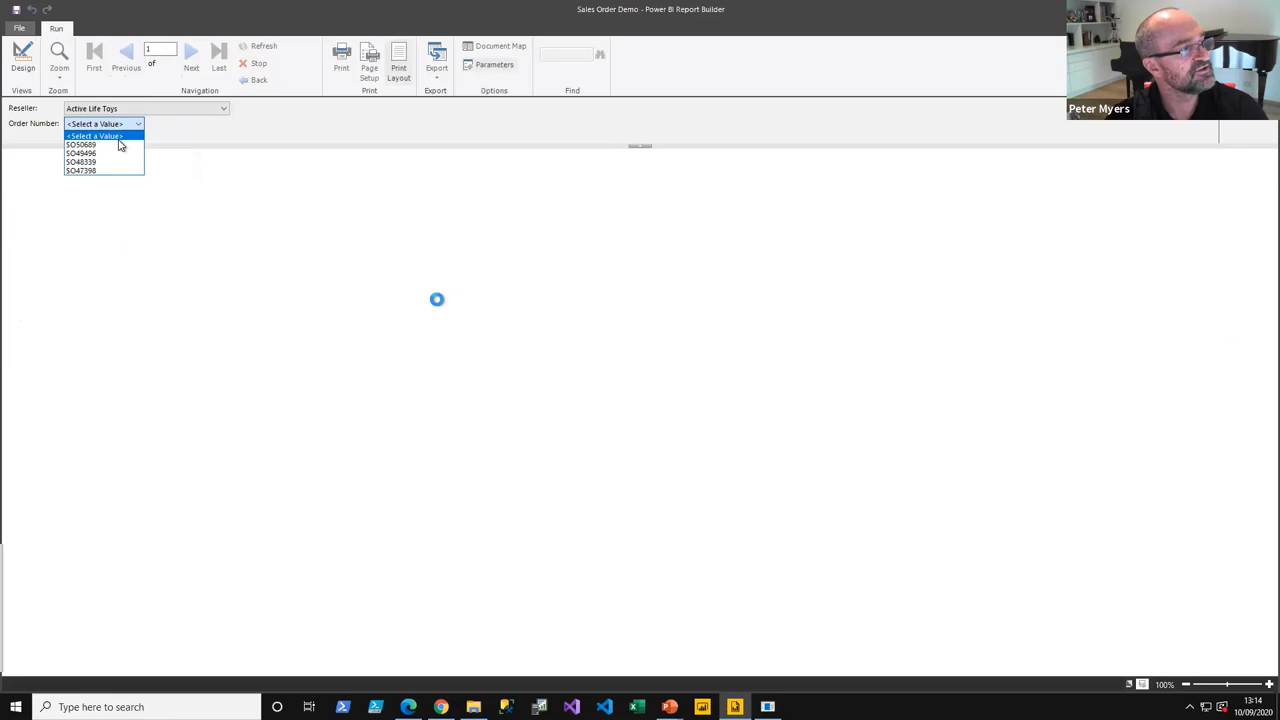 Sales Order Demo - Power BI Report Builder
File
Run
Design
Zoom
First
Previous
1
of
Next
Last
Refresh
Stop
Back
Print
Page Setup
Print Layout
Export
Document Map
Parameters
Views
Zoom
Navigation
Print
Export
Options
Find
Peter Myers
Reseller:
Active Life Toys
Order Number:
<Select a Value>
<Select a Value>
SO50689
SO49496
SO48339
SO47398
100%
Type here to search
13:14
10/09/2020